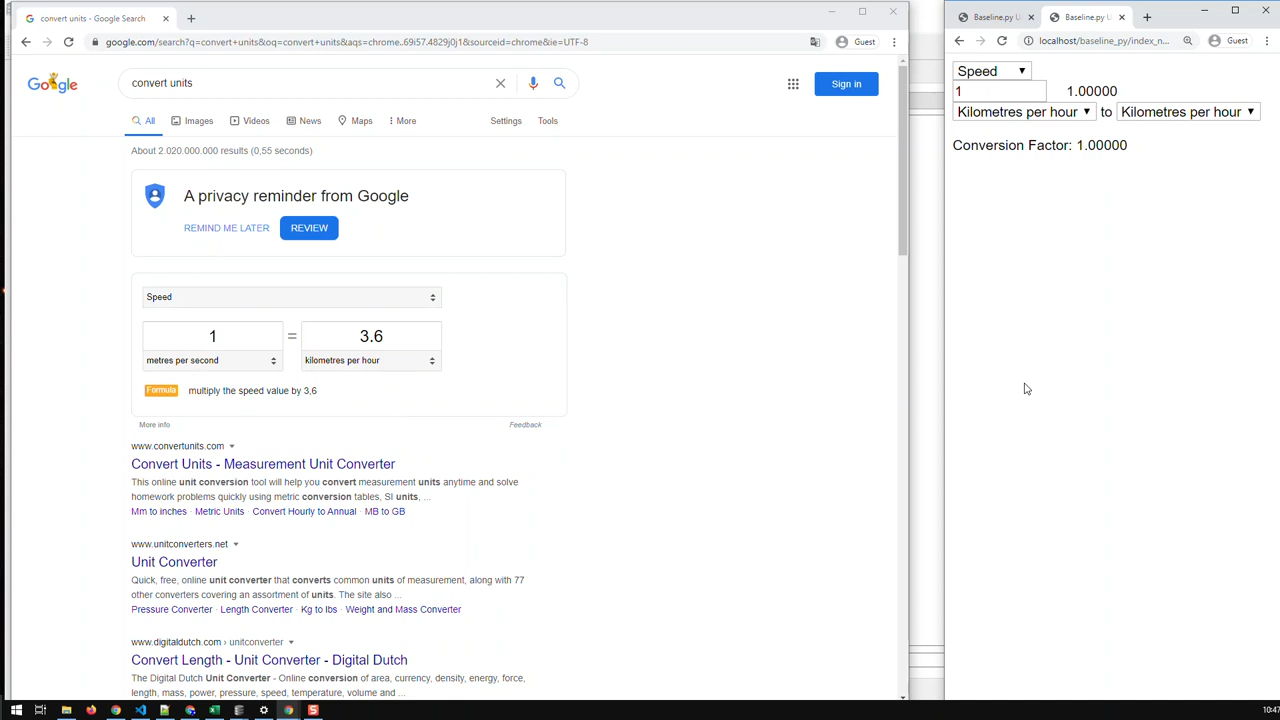 convert units - Google Search
google.com/search?q=convert+units&oq=convert+units&aqs=chrome..69i57.4829j0j1&sourceid=chrome&ie=UTF-8
Guest
Google
convert units
Sign in
All
Images
Videos
News
Maps
More
Settings
Tools
About 2.020.000.000 results (0,55 seconds)
A privacy reminder from Google
REMIND ME LATER
REVIEW
Speed
1 = 3.6
metres per second
kilometres per hour
Formula
multiply the speed value by 3,6
More info
Feedback
www.convertunits.com
Convert Units - Measurement Unit Converter
This online unit conversion tool will help you convert measurement units anytime and solve
homework problems quickly using metric conversion tables, SI units, ...
Mm to inches · Metric Units · Convert Hourly to Annual · MB to GB
www.unitconverters.net
Unit Converter
Quick, free, online unit converter that converts common units of measurement, along with 77
other converters covering an assortment of units. The site also ...
Pressure Converter · Length Converter · Kg to lbs · Weight and Mass Converter
www.digitaldutch.com › unitconverter
Convert Length - Unit Converter - Digital Dutch
The Digital Dutch Unit Converter - Online conversion of area, currency, density, energy, force,
length, mass, power, pressure, speed, temperature, volume and ...
Baseline.py U
Baseline.py U
localhost/baseline_py/index_n...
Guest
Speed
1
1.00000
Kilometres per hour to Kilometres per hour
Conversion Factor: 1.00000